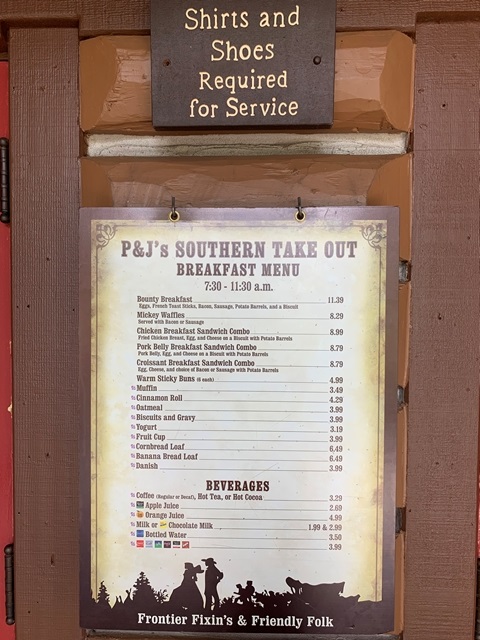 Shirts and
Shoes
Required
for Service
P&J's SOUTHERN TAKE OUT
BREAKFAST MENU
7:30 - 11:30 a.m.
Bounty Breakfast 11.39
Eggs, French Toast Sticks, Bacon, Sausage, Potato Barrels, and a Biscuit
Mickey Waffles 8.29
Served with Bacon or Sausage
Chicken Breakfast Sandwich Combo 8.99
Fried Chicken Breast, Egg, and Cheese on a Biscuit with Potato Barrels
Pork Belly Breakfast Sandwich Combo 8.79
Pork Belly, Egg, and Cheese on a Biscuit with Potato Barrels
Croissant Breakfast Sandwich Combo 8.79
Egg, Cheese, and choice of Bacon or Sausage with Potato Barrels
Warm Sticky Buns (6 each) 4.99
Muffin 3.49
Cinnamon Roll 4.29
Oatmeal 3.99
Biscuits and Gravy 3.99
Yogurt 3.19
Fruit Cup 3.99
Cornbread Loaf 6.49
Banana Bread Loaf 6.49
Danish 3.99
BEVERAGES
Coffee (Regular or Decaf), Hot Tea, or Hot Cocoa 3.29
Apple Juice 2.69
Orange Juice 4.99
Milk or Chocolate Milk 1.99 & 2.99
Bottled Water 3.50
3.99
Frontier Fixin's & Friendly Folk